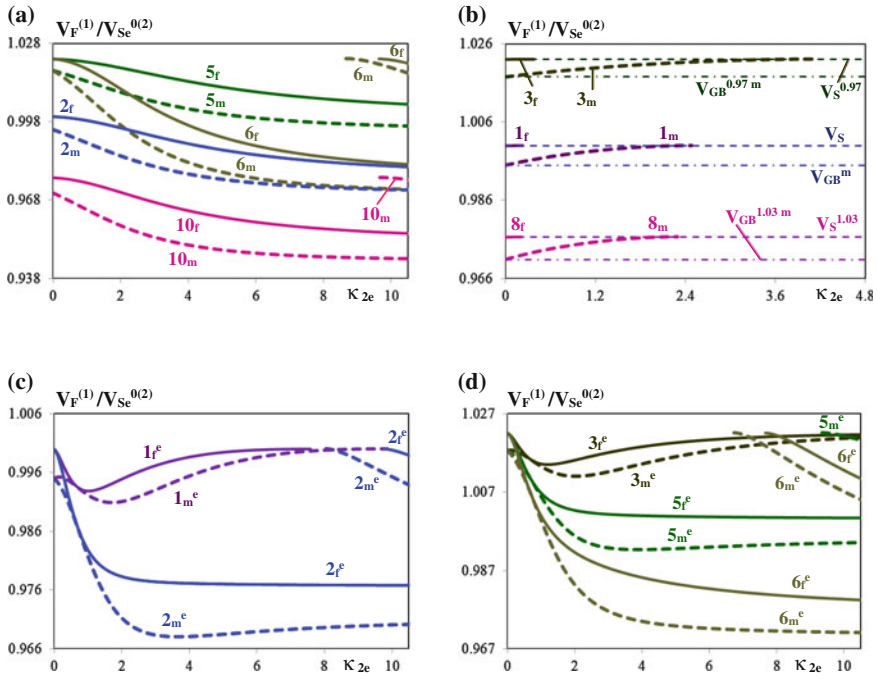 (a)
V_F^(1)/V_Se^0(2)
1.028
0.998
0.968
0.938
0 2 4 6 8 10
κ_2e
5_f
5_m
6_f
6_m
2_f
2_m
6_f
6_m
10_f
10_m
10_m
(b)
V_F^(1)/V_Se^0(2)
1.026
1.006
0.986
0.966
0 1.2 2.4 3.6 4.8
κ_2e
3_f
3_m
V_GB^0.97 m
V_S^0.97
1_f
1_m
V_S
V_GB^m
8_f
8_m
V_GB^1.03 m
V_S^1.03
(c)
V_F^(1)/V_Se^0(2)
1.006
0.996
0.986
0.976
0.966
0 2 4 6 8 10
κ_2e
1_f^e
1_m^e
2_f^e
2_m^e
2_f^e
2_m^e
(d)
V_F^(1)/V_Se^0(2)
1.027
1.007
0.987
0.967
0 2 4 6 8 10
κ_2e
3_f^e
3_m^e
5_m^e
6_f^e
6_m^e
5_f^e
5_m^e
6_f^e
6_m^e